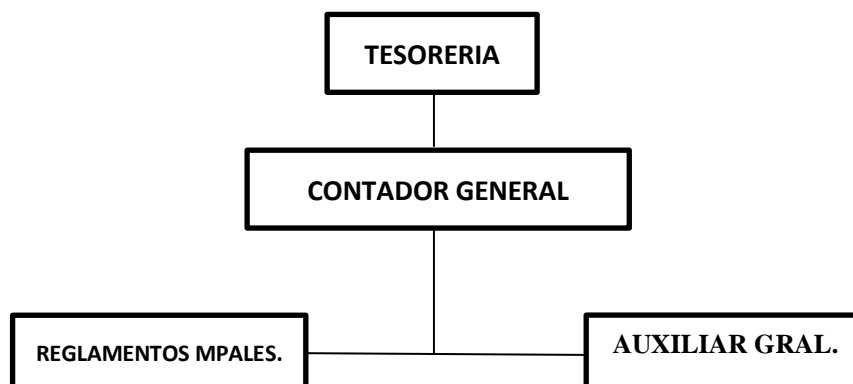 TESORERIA
CONTADOR GENERAL
REGLAMENTOS MPALES.
AUXILIAR GRAL.